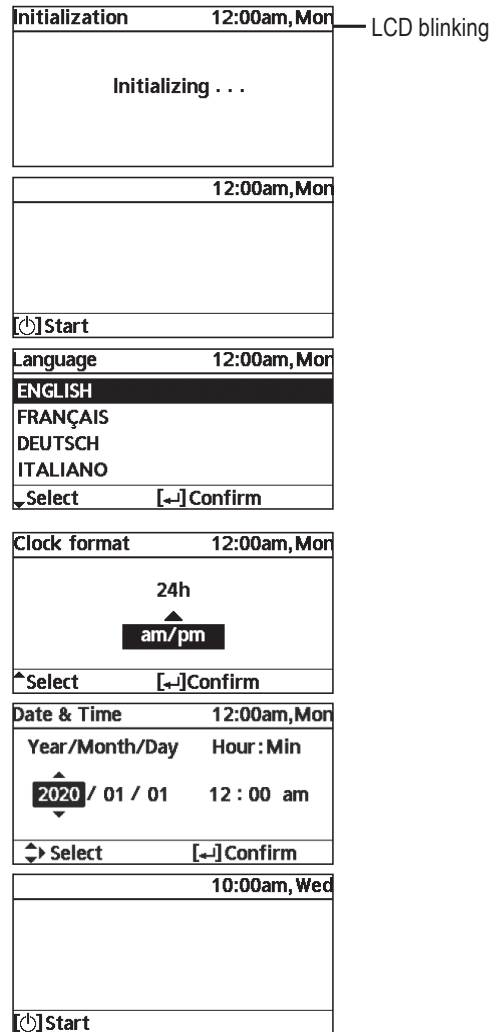 Initialization 12:00am,Mon
LCD blinking
Initializing . . .
12:00am,Mon
[⏻]Start
Language 12:00am,Mon
ENGLISH
FRANÇAIS
DEUTSCH
ITALIANO
Select [↵]Confirm
Clock format 12:00am,Mon
24h
am/pm
Select [↵]Confirm
Date & Time 12:00am,Mon
Year/Month/Day Hour:Min
2020 / 01 / 01 12 : 00 am
Select [↵]Confirm
10:00am,Wed
[⏻]Start